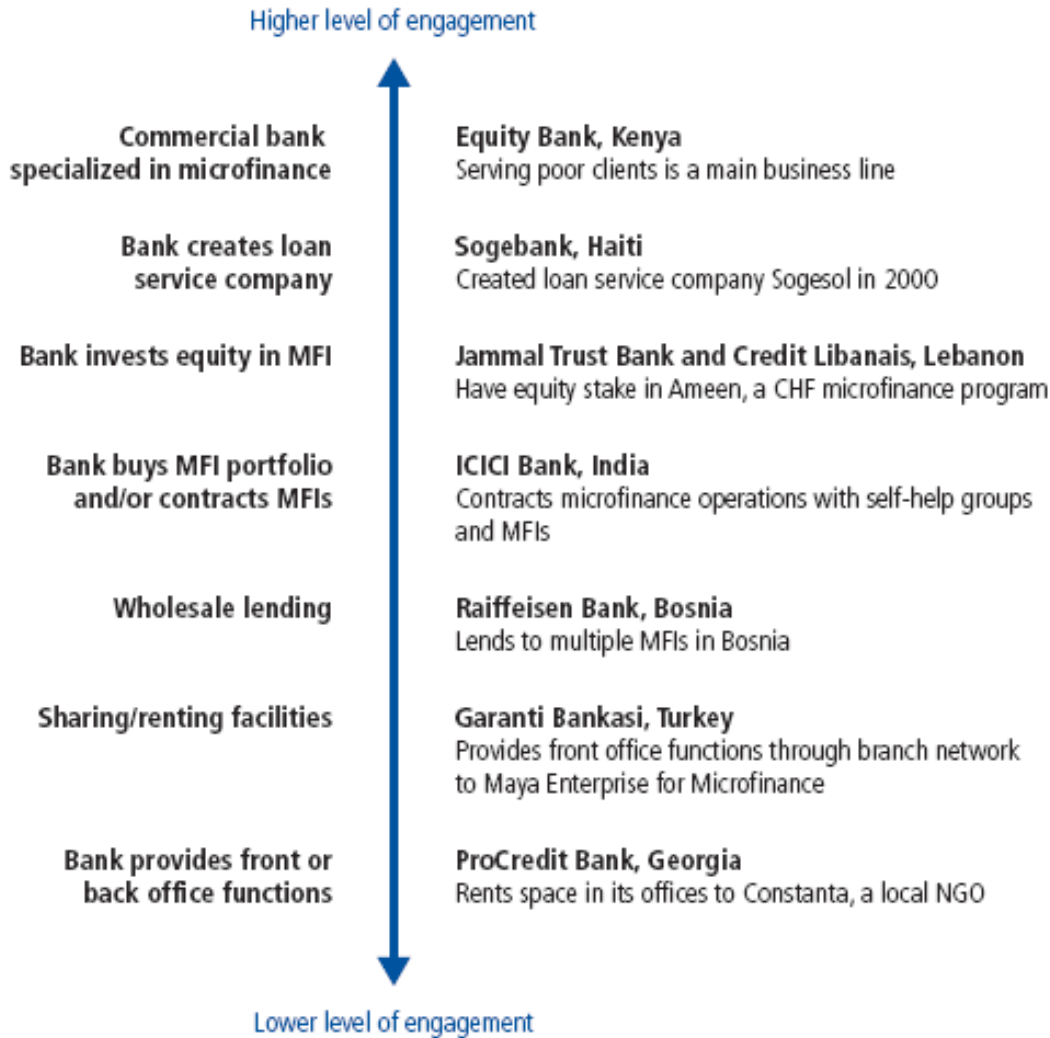 Higher level of engagement
Commercial bank
specialized in microfinance
Equity Bank, Kenya
Serving poor clients is a main business line
Bank creates loan
service company
Sogebank, Haiti
Created loan service company Sogesol in 2000
Bank invests equity in MFI
Jammal Trust Bank and Credit Libanais, Lebanon
Have equity stake in Ameen, a CHF microfinance program
Bank buys MFI portfolio
and/or contracts MFIs
ICICI Bank, India
Contracts microfinance operations with self-help groups
and MFIs
Wholesale lending
Raiffeisen Bank, Bosnia
Lends to multiple MFIs in Bosnia
Sharing/renting facilities
Garanti Bankasi, Turkey
Provides front office functions through branch network
to Maya Enterprise for Microfinance
Bank provides front or
back office functions
ProCredit Bank, Georgia
Rents space in its offices to Constanta, a local NGO
Lower level of engagement